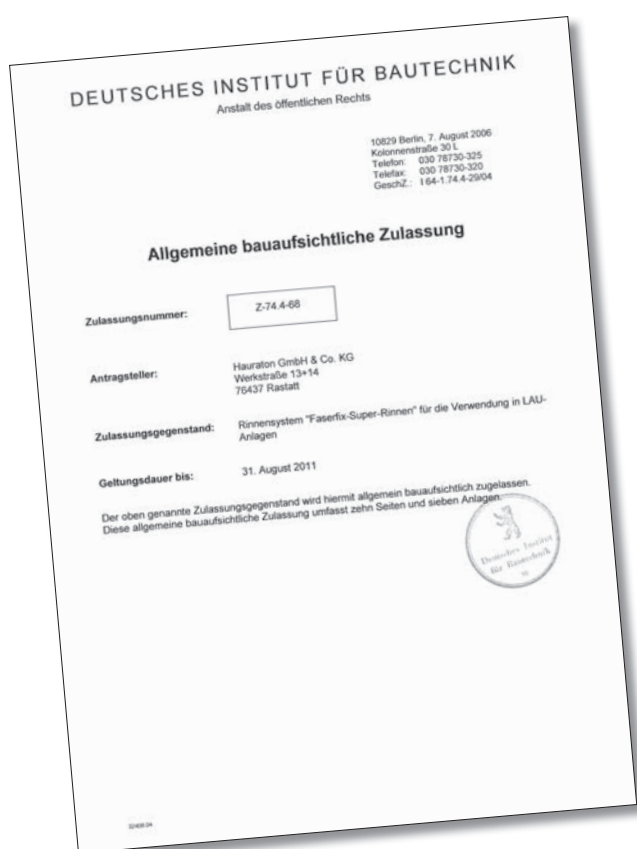 DEUTSCHES INSTITUT FÜR BAUTECHNIK
Anstalt des öffentlichen Rechts
10829 Berlin, 7. August 2006
Kolonnenstraße 30 L
Telefon: 030 78730-325
Telefax: 030 78730-320
GeschZ.: I 64-1.74.4-29/04
Allgemeine bauaufsichtliche Zulassung
Zulassungsnummer: Z-74.4-68
Antragsteller: Hauraton GmbH & Co. KG
Werkstraße 13+14
76437 Rastatt
Zulassungsgegenstand: Rinnensystem "Faserfix-Super-Rinnen" für die Verwendung in LAU-
Anlagen
Geltungsdauer bis: 31. August 2011
Der oben genannte Zulassungsgegenstand wird hiermit allgemein bauaufsichtlich zugelassen.
Diese allgemeine bauaufsichtliche Zulassung umfasst zehn Seiten und sieben Anlagen.
Deutsches Institut
für Bautechnik